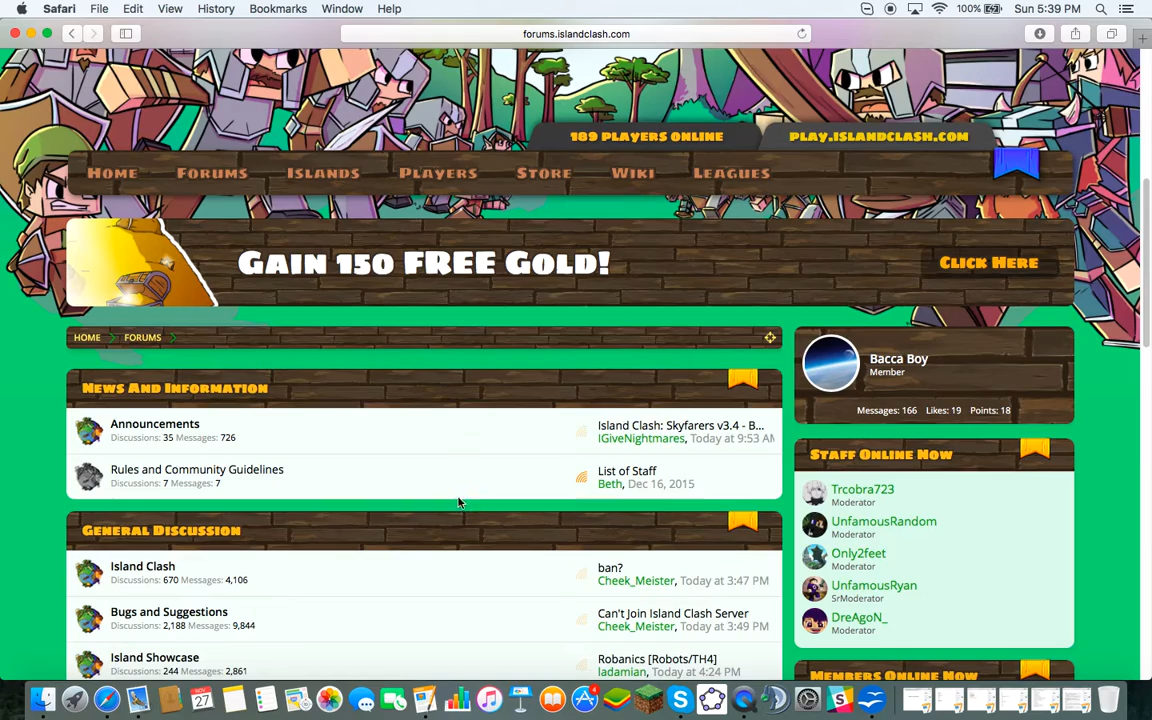 Safari File Edit View History Bookmarks Window Help 100% Sun 5:39 PM
forums.islandclash.com
189 PLAYERS ONLINE PLAY.ISLANDCLASH.COM
HOME FORUMS ISLANDS PLAYERS STORE WIKI LEAGUES
GAIN 150 FREE GOLD! CLICK HERE
HOME FORUMS
Bacca Boy
Member
Messages: 166 Likes: 19 Points: 18
NEWS AND INFORMATION
Announcements
Discussions: 35 Messages: 726
Island Clash: Skyfarers v3.4 - B...
IGiveNightmares, Today at 9:53 AM
Rules and Community Guidelines
Discussions: 7 Messages: 7
List of Staff
Beth, Dec 16, 2015
STAFF ONLINE NOW
Trcobra723
Moderator
UnfamousRandom
Moderator
Only2feet
Moderator
UnfamousRyan
SrModerator
DreAgoN_
Moderator
GENERAL DISCUSSION
Island Clash
Discussions: 670 Messages: 4,106
ban?
Cheek_Meister, Today at 3:47 PM
Bugs and Suggestions
Discussions: 2,188 Messages: 9,844
Can't Join Island Clash Server
Cheek_Meister, Today at 3:49 PM
Island Showcase
Discussions: 244 Messages: 2,861
Robanics [Robots/TH4]
ladamian, Today at 4:24 PM
MEMBERS ONLINE NOW
NOV
27
4